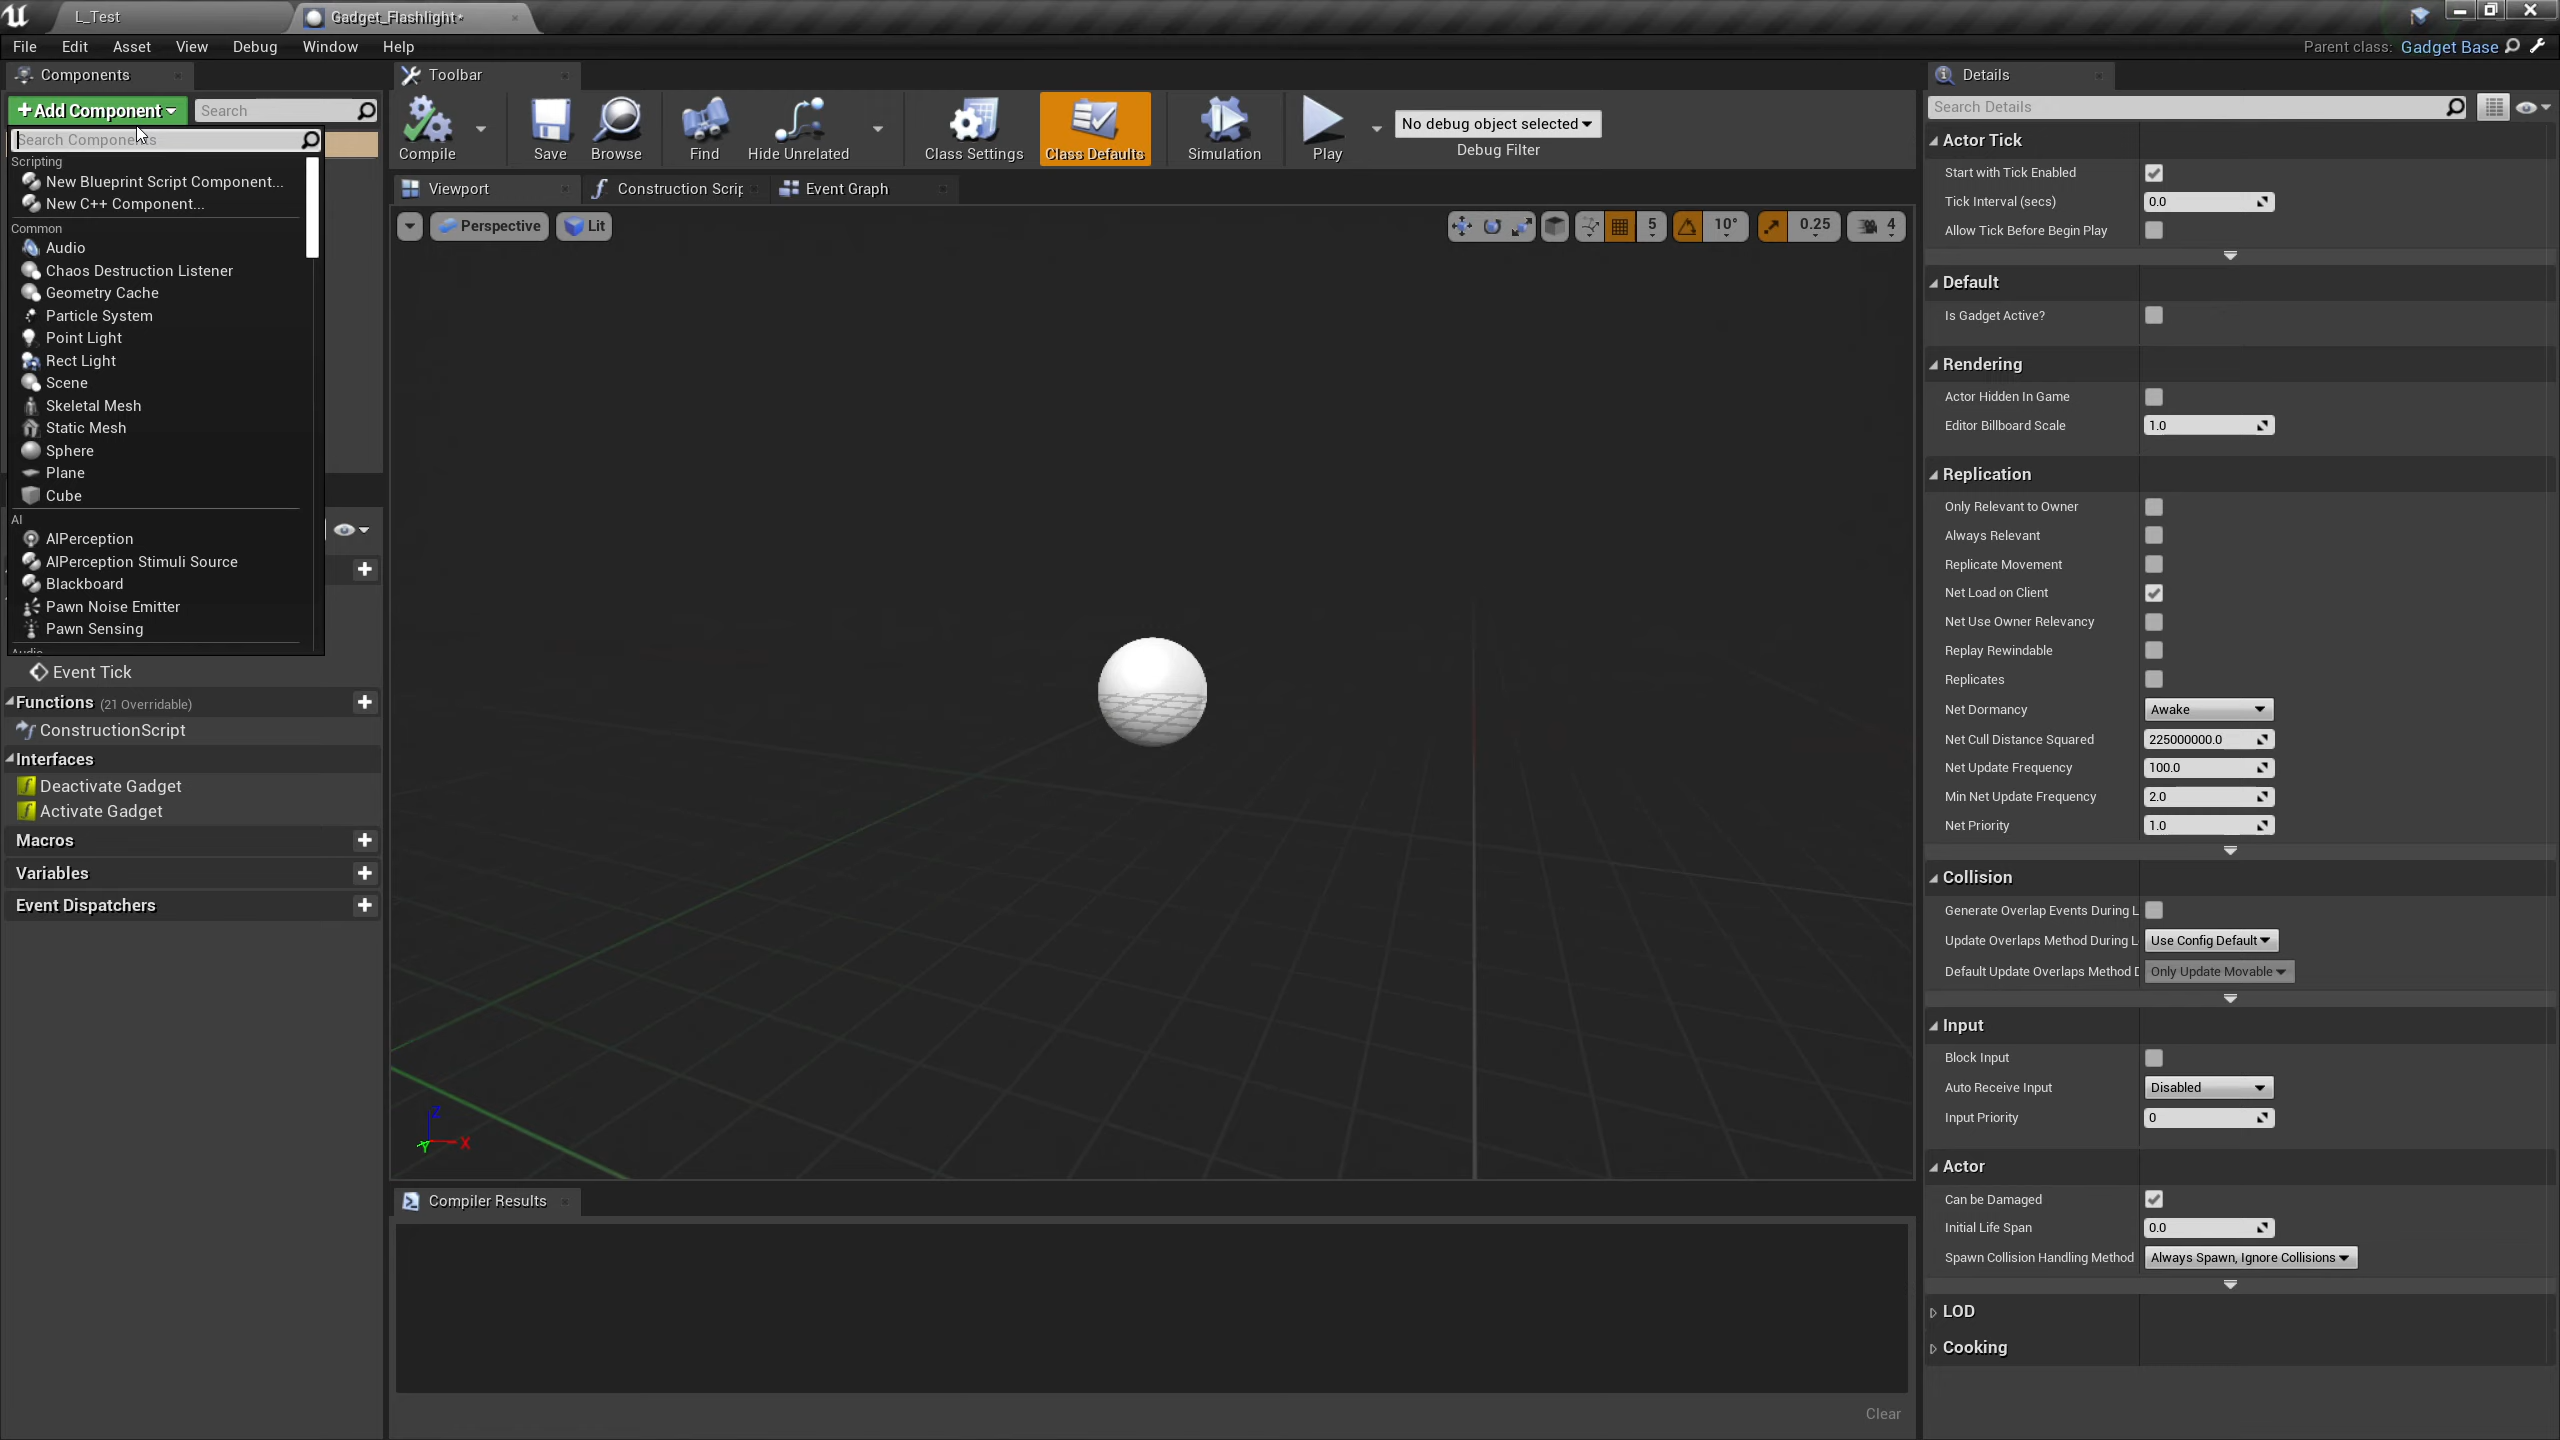 L_Test
Gadget_Flashlight*
File Edit Asset View Debug Window Help
Parent class: Gadget Base
Components
+Add Component
Search
Search Components
Scripting
New Blueprint Script Component...
New C++ Component...
Common
Audio
Chaos Destruction Listener
Geometry Cache
Particle System
Point Light
Rect Light
Scene
Skeletal Mesh
Static Mesh
Sphere
Plane
Cube
AI
AIPerception
AIPerception Stimuli Source
Blackboard
Pawn Noise Emitter
Pawn Sensing
Audio
Event Tick
Functions (21 Overridable)
ConstructionScript
Interfaces
Deactivate Gadget
Activate Gadget
Macros
Variables
Event Dispatchers
Toolbar
Compile
Save
Browse
Find
Hide Unrelated
Class Settings
Class Defaults
Simulation
Play
No debug object selected
Debug Filter
Viewport
Construction Scrip
Event Graph
Perspective
Lit
5
10°
0.25
4
Z
X
Y
Compiler Results
Clear
Details
Search Details
Actor Tick
Start with Tick Enabled
Tick Interval (secs) 0.0
Allow Tick Before Begin Play
Default
Is Gadget Active?
Rendering
Actor Hidden In Game
Editor Billboard Scale 1.0
Replication
Only Relevant to Owner
Always Relevant
Replicate Movement
Net Load on Client
Net Use Owner Relevancy
Replay Rewindable
Replicates
Net Dormancy Awake
Net Cull Distance Squared 225000000.0
Net Update Frequency 100.0
Min Net Update Frequency 2.0
Net Priority 1.0
Collision
Generate Overlap Events During L
Update Overlaps Method During L Use Config Default
Default Update Overlaps Method D Only Update Movable
Input
Block Input
Auto Receive Input Disabled
Input Priority 0
Actor
Can be Damaged
Initial Life Span 0.0
Spawn Collision Handling Method Always Spawn, Ignore Collisions
LOD
Cooking